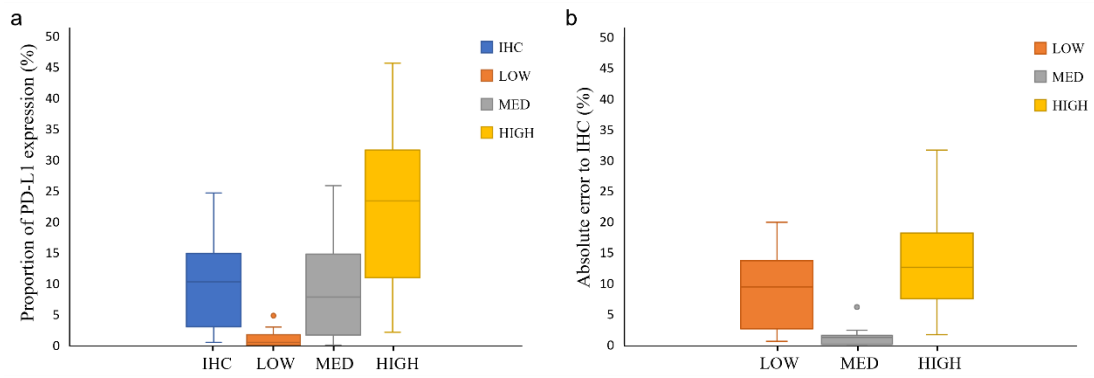 a
Proportion of PD-L1 expression (%)
50
45
40
35
30
25
20
15
10
5
0
IHC
LOW
MED
HIGH
IHC
LOW
MED
HIGH
b
Absolute error to IHC (%)
50
45
40
35
30
25
20
15
10
5
0
LOW
MED
HIGH
LOW
MED
HIGH